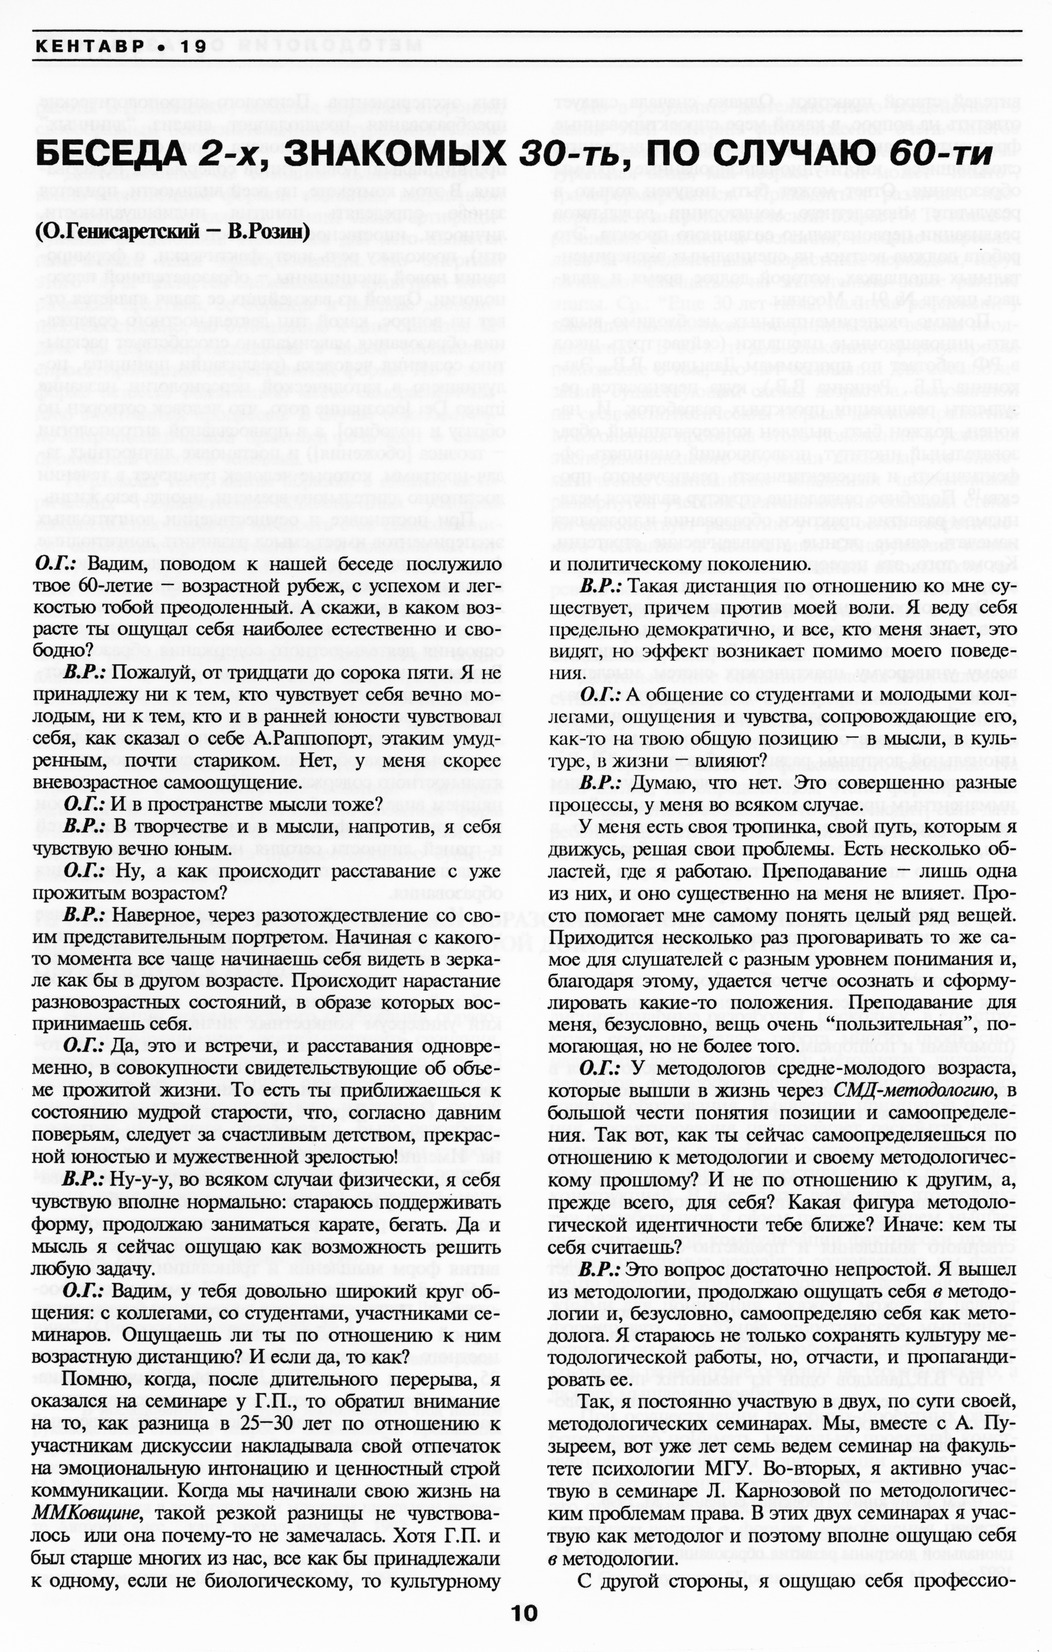 КЕНТАВР • 19
БЕСЕДА 2-х, ЗНАКОМЫХ 30-ть, ПО СЛУЧАЮ 60-ти
(О.Генисаретский — В.Розин)
О.Г.: Вадим, поводом к нашей беседе послужило
твое 60-летие — возрастной рубеж, с успехом и лег-
костью тобой преодоленный. А скажи, в каком воз-
расте ты ощущал себя наиболее естественно и сво-
бодно?
В.Р.: Пожалуй, от тридцати до сорока пяти. Я не
принадлежу ни к тем, кто чувствует себя вечно мо-
лодым, ни к тем, кто и в ранней юности чувствовал
себя, как сказал о себе А.Раппопорт, этаким умуд-
ренным, почти стариком. Нет, у меня скорее
вневозрастное самоощущение.
О.Г.: И в пространстве мысли тоже?
В.Р.: В творчестве и в мысли, напротив, я себя
чувствую вечно юным.
О.Г.: Ну, а как происходит расставание с уже
прожитым возрастом?
В.Р.: Наверное, через разотождествление со сво-
им представительным портретом. Начиная с какого-
то момента все чаще начинаешь себя видеть в зерка-
ле как бы в другом возрасте. Происходит нарастание
разновозрастных состояний, в образе которых вос-
принимаешь себя.
О.Г.: Да, это и встречи, и расставания одновре-
менно, в совокупности свидетельствующие об объе-
ме прожитой жизни. То есть ты приближаешься к
состоянию мудрой старости, что, согласно давним
поверьям, следует за счастливым детством, прекрас-
ной юностью и мужественной зрелостью!
В.Р.: Ну-у-у, во всяком случаи физически, я себя
чувствую вполне нормально: стараюсь поддерживать
форму, продолжаю заниматься карате, бегать. Да и
мысль я сейчас ощущаю как возможность решить
любую задачу.
О.Г.: Вадим, у тебя довольно широкий круг об-
щения: с коллегами, со студентами, участниками се-
минаров. Ощущаешь ли ты по отношению к ним
возрастную дистанцию? И если да, то как?
Помню, когда, после длительного перерыва, я
оказался на семинаре у Г.П., то обратил внимание
на то, как разница в 25—30 лет по отношению к
участникам дискуссии накладывала свой отпечаток
на эмоциональную интонацию и ценностный строй
коммуникации. Когда мы начинали свою жизнь на
ММКовщине, такой резкой разницы не чувствова-
лось или она почему-то не замечалась. Хотя Г.П. и
был старше многих из нас, все как бы принадлежали
к одному, если не биологическому, то культурному
и политическому поколению.
В.Р.: Такая дистанция по отношению ко мне су-
ществует, причем против моей воли. Я веду себя
предельно демократично, и все, кто меня знает, это
видят, но эффект возникает помимо моего поведе-
ния.
О.Г.: А общение со студентами и молодыми кол-
легами, ощущения и чувства, сопровождающие его,
как-то на твою общую позицию — в мысли, в куль-
туре, в жизни — влияют?
В.Р.: Думаю, что нет. Это совершенно разные
процессы, у меня во всяком случае.
У меня есть своя тропинка, свой путь, которым я
движусь, решая свои проблемы. Есть несколько об-
ластей, где я работаю. Преподавание — лишь одна
из них, и оно существенно на меня не влияет. Про-
сто помогает мне самому понять целый ряд вещей.
Приходится несколько раз проговаривать то же са-
мое для слушателей с разным уровнем понимания и,
благодаря этому, удается четче осознать и сформу-
лировать какие-то положения. Преподавание для
меня, безусловно, вещь очень “пользительная”, по-
могающая, но не более того.
О.Г.: У методологов средне-молодого возраста,
которые вышли в жизнь через СМД-методологию, в
большой чести понятия позиции и самоопределе-
ния. Так вот, как ты сейчас самоопределяешься по
отношению к методологии и своему методологичес-
кому прошлому? И не по отношению к другим, а,
прежде всего, для себя? Какая фигура методоло-
гической идентичности тебе ближе? Иначе: кем ты
себя считаешь?
В.Р.: Это вопрос достаточно непростой. Я вышел
из методологии, продолжаю ощущать себя в методо-
логии и, безусловно, самоопределяю себя как мето-
долога. Я стараюсь не только сохранять культуру ме-
тодологической работы, но, отчасти, и пропаганди-
ровать ее.
Так, я постоянно участвую в двух, по сути своей,
методологических семинарах. Мы, вместе с А. Пу-
зыреем, вот уже лет семь ведем семинар на факуль-
тете психологии МГУ. Во-вторых, я активно учас-
твую в семинаре Л. Карнозовой по методологичес-
ким проблемам права. В этих двух семинарах я учас-
твую как методолог и поэтому вполне ощущаю себя
в методологии.
С другой стороны, я ощущаю себя профессио-
10